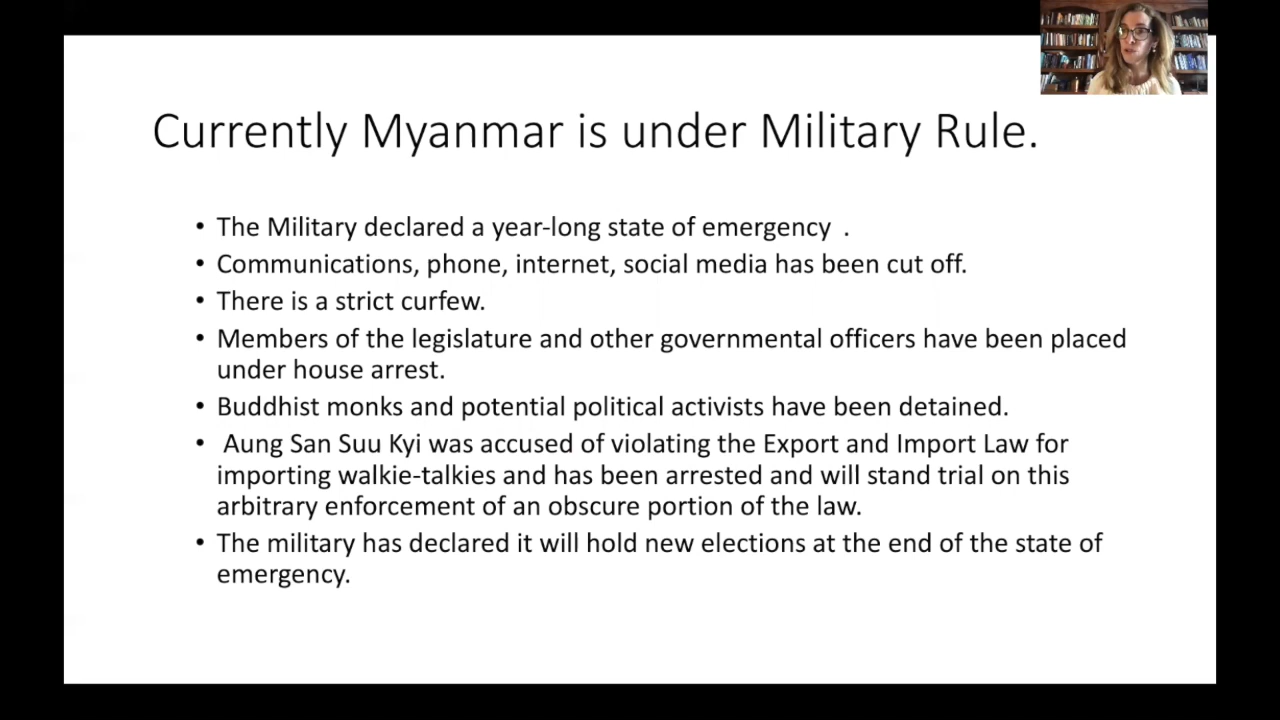 Currently Myanmar is under Military Rule.
• The Military declared a year-long state of emergency .
• Communications, phone, internet, social media has been cut off.
• There is a strict curfew.
• Members of the legislature and other governmental officers have been placed
under house arrest.
• Buddhist monks and potential political activists have been detained.
• Aung San Suu Kyi was accused of violating the Export and Import Law for
importing walkie-talkies and has been arrested and will stand trial on this
arbitrary enforcement of an obscure portion of the law.
• The military has declared it will hold new elections at the end of the state of
emergency.